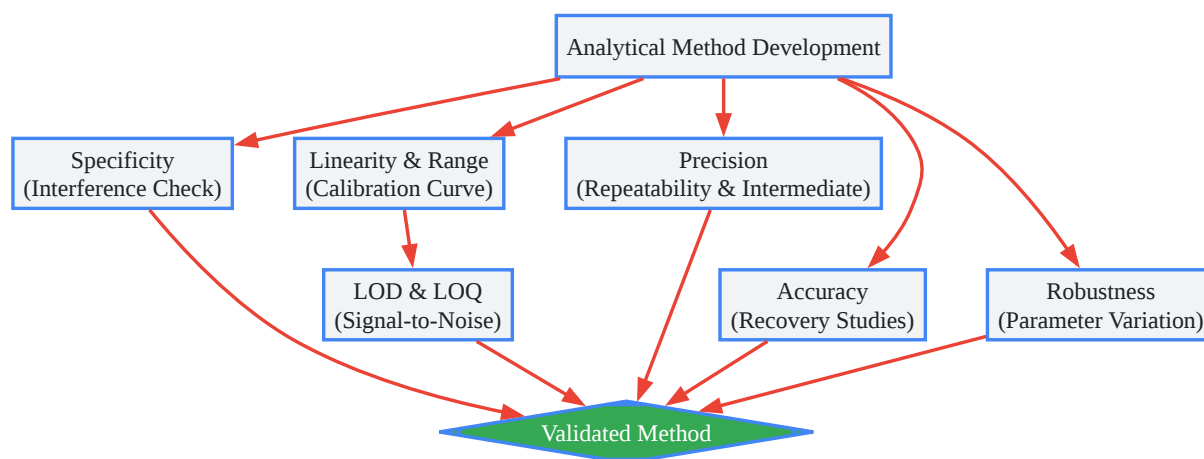 Analytical Method Development
Specificity
(Interference Check)
Linearity & Range
(Calibration Curve)
Precision
(Repeatability & Intermediate)
LOD & LOQ
(Signal-to-Noise)
Accuracy
(Recovery Studies)
Robustness
(Parameter Variation)
Validated Method